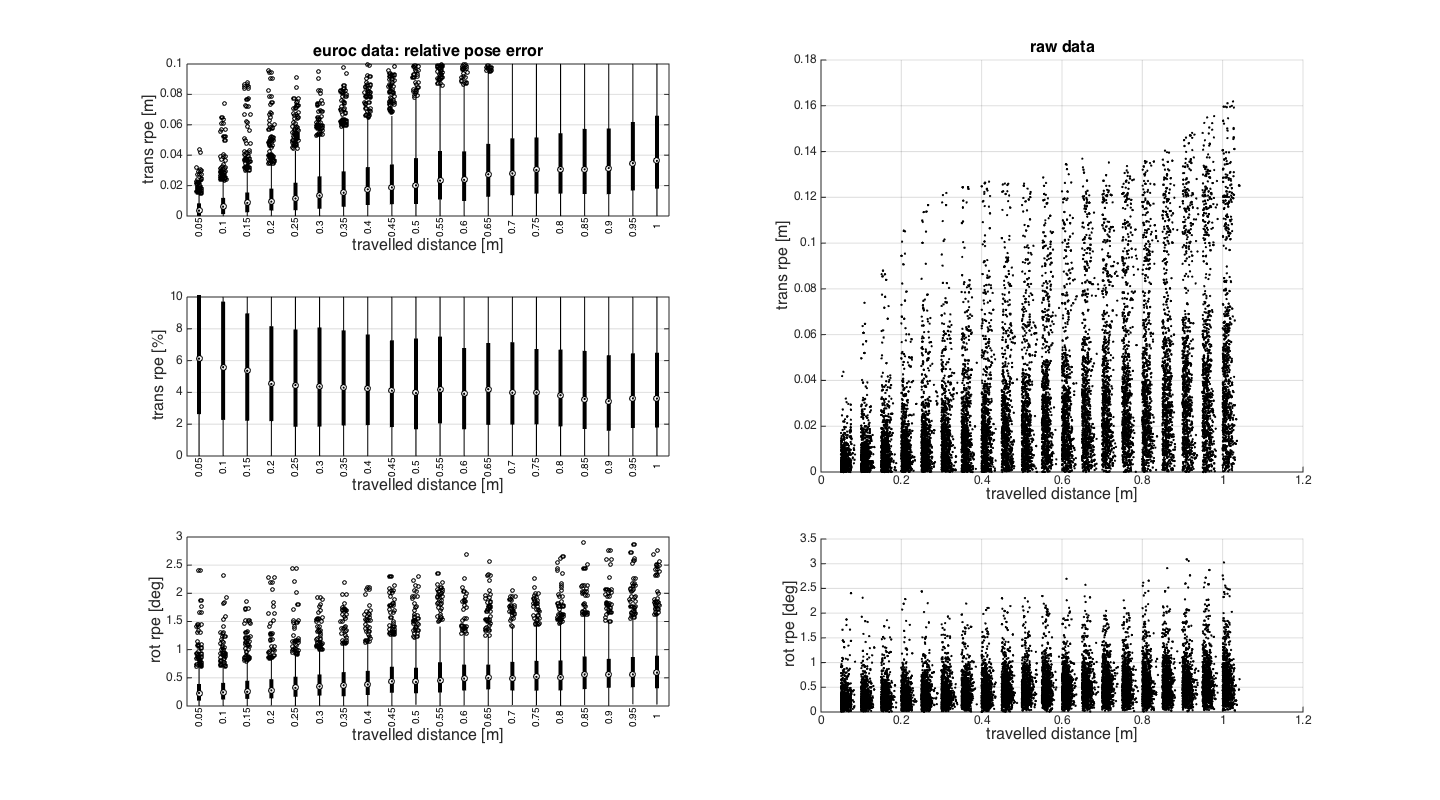 euroc data: relative pose error
trans rpe [m]
0.1
0.08
0.06
0.04
0.02
0
0.05 0.1 0.15 0.2 0.25 0.3 0.35 0.4 0.45 0.5 0.55 0.6 0.65 0.7 0.75 0.8 0.85 0.9 0.95 1
travelled distance [m]
trans rpe [%]
10
8
6
4
2
0
0.05 0.1 0.15 0.2 0.25 0.3 0.35 0.4 0.45 0.5 0.55 0.6 0.65 0.7 0.75 0.8 0.85 0.9 0.95 1
travelled distance [m]
rot rpe [deg]
3
2.5
2
1.5
1
0.5
0
0.05 0.1 0.15 0.2 0.25 0.3 0.35 0.4 0.45 0.5 0.55 0.6 0.65 0.7 0.75 0.8 0.85 0.9 0.95 1
travelled distance [m]
raw data
trans rpe [m]
0.18
0.16
0.14
0.12
0.1
0.08
0.06
0.04
0.02
0
0 0.2 0.4 0.6 0.8 1 1.2
travelled distance [m]
rot rpe [deg]
3.5
3
2.5
2
1.5
1
0.5
0
0 0.2 0.4 0.6 0.8 1 1.2
travelled distance [m]